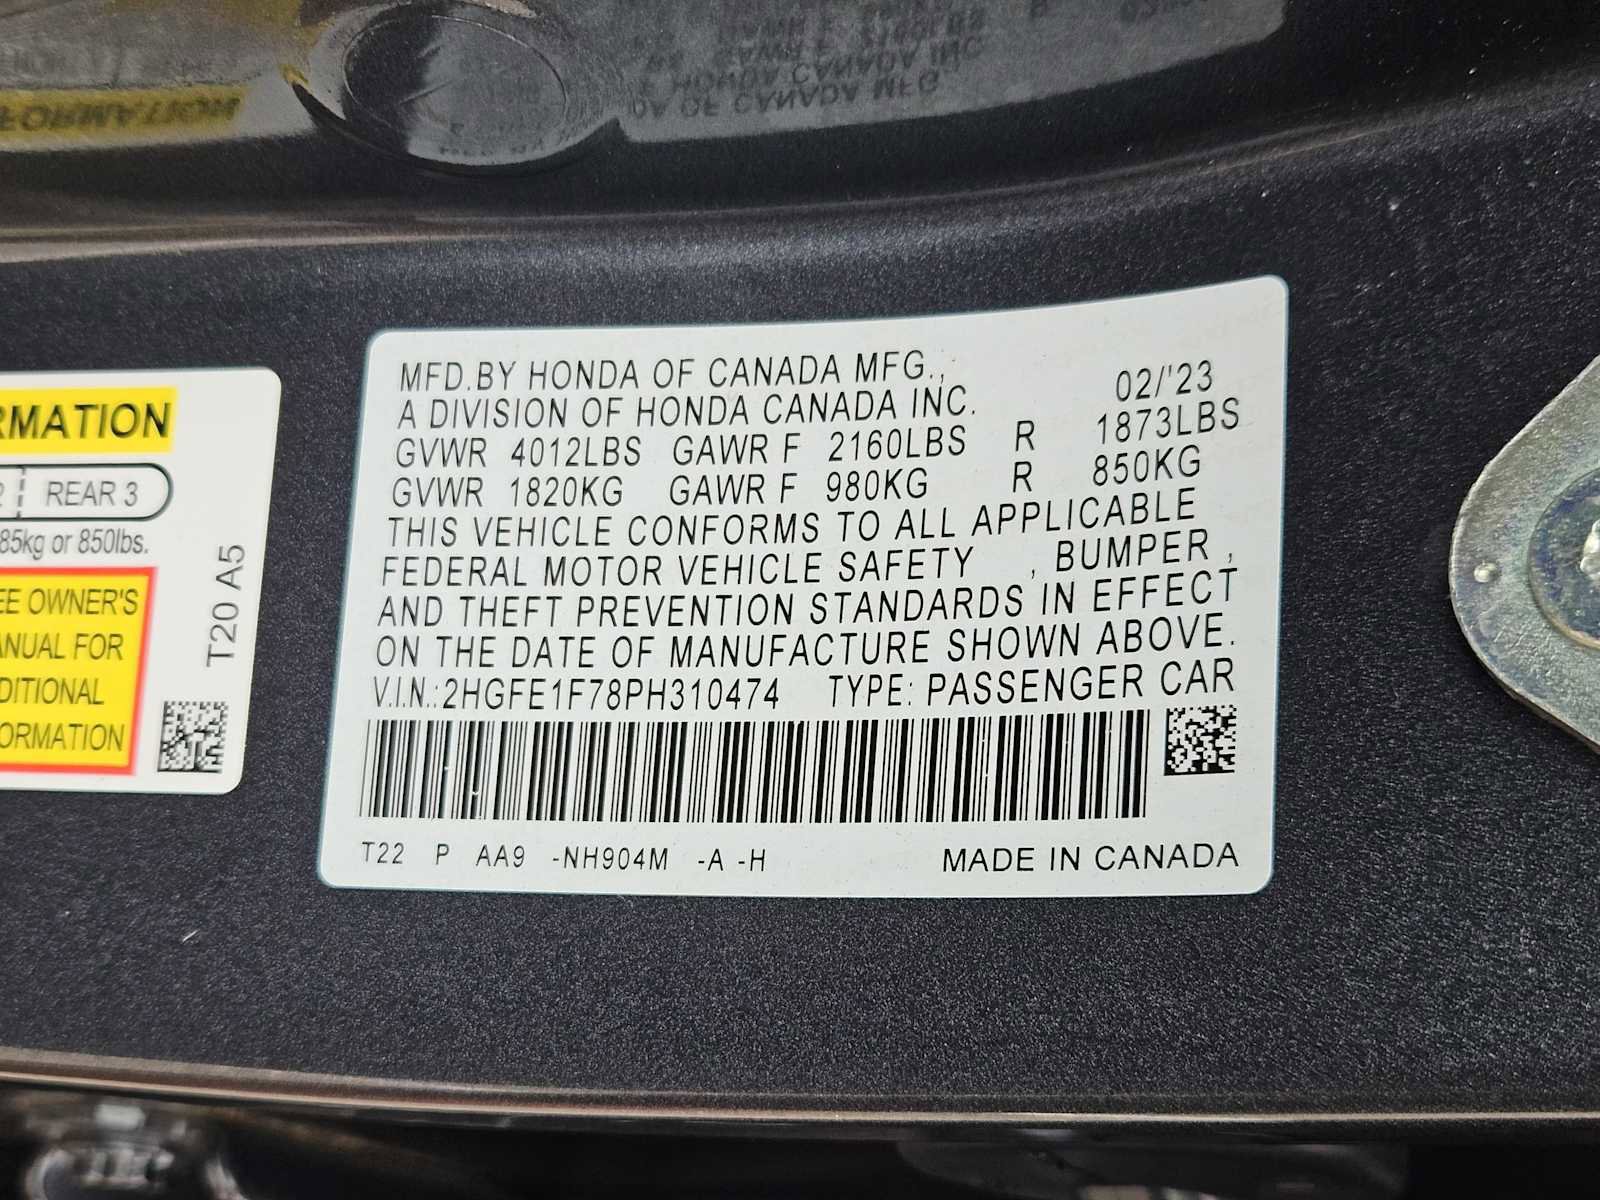 RMATION
2 REAR 3
85kg or 850lbs.
EE OWNER'S
ANUAL FOR
DITIONAL
ORMATION
T20 A5
MFD.BY HONDA OF CANADA MFG., 02/'23
A DIVISION OF HONDA CANADA INC.
GVWR 4012LBS GAWR F 2160LBS R 1873LBS
GVWR 1820KG GAWR F 980KG R 850KG
THIS VEHICLE CONFORMS TO ALL APPLICABLE
FEDERAL MOTOR VEHICLE SAFETY , BUMPER ,
AND THEFT PREVENTION STANDARDS IN EFFECT
ON THE DATE OF MANUFACTURE SHOWN ABOVE.
V.I.N.:2HGFE1F78PH310474 TYPE: PASSENGER CAR
T22 P AA9 -NH904M -A -H MADE IN CANADA